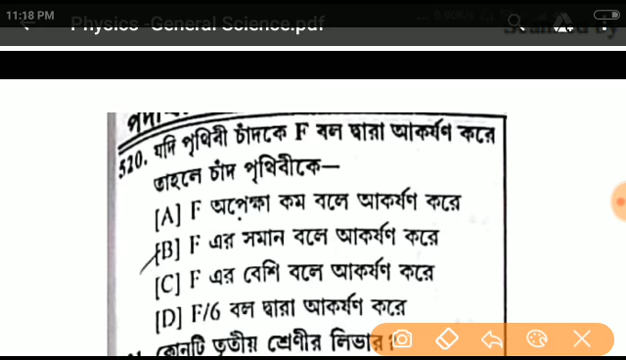 11:18 PM
Physics -General Science.pdf
520. যদি পৃথিবী চাঁদকে F বল দ্বারা আকর্ষণ করে
তাহলে চাঁদ পৃথিবীকে—
[A] F অপেক্ষা কম বলে আকর্ষণ করে
[B] F এর সমান বলে আকর্ষণ করে
[C] F এর বেশি বলে আকর্ষণ করে
[D] F/6 বল দ্বারা আকর্ষণ করে
কোনটি তৃতীয় শ্রেণীর লিভার?